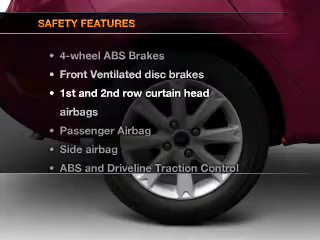 SAFETY FEATURES
• 4-wheel ABS Brakes
• Front Ventilated disc brakes
• 1st and 2nd row curtain head
airbags
• Passenger Airbag
• Side airbag
• ABS and Driveline Traction Control